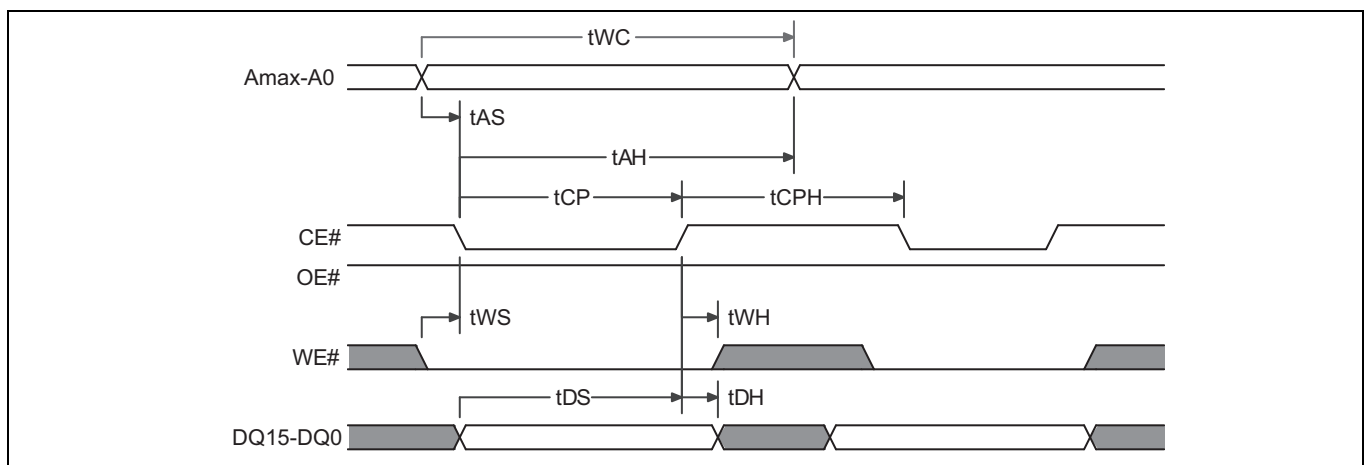 tWC
Amax-A0
tAS
tAH
tCP
tCPH
CE#
OE#
tWS
tWH
WE#
tDS
tDH
DQ15-DQ0